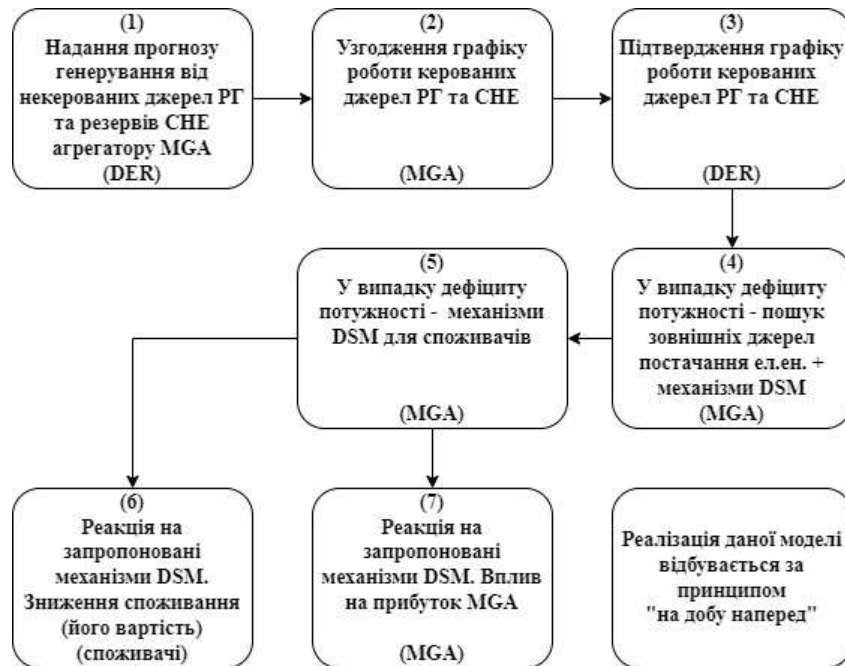 (1)
Надання прогнозу
генерування від
некерованих джерел РГ
та резервів СНЕ
агрегатору MGA
(DER)
(2)
Узгодження графіку
роботи керованих
джерел РГ та СНЕ
(MGA)
(3)
Підтвердження графіку
роботи керованих
джерел РГ та СНЕ
(DER)
(4)
У випадку дефіциту
потужності - пошук
зовнішніх джерел
постачання ел.ен. +
механізми DSM
(MGA)
(5)
У випадку дефіциту
потужності - механізми
DSM для споживачів
(MGA)
(6)
Реакція на
запропоновані
механізми DSM.
Зниження споживання
(його вартість)
(споживачі)
(7)
Реакція на
запропоновані
механізми DSM. Вплив
на прибуток MGA
(MGA)
Реалізація даної моделі
відбувається за
принципом
"на добу наперед"